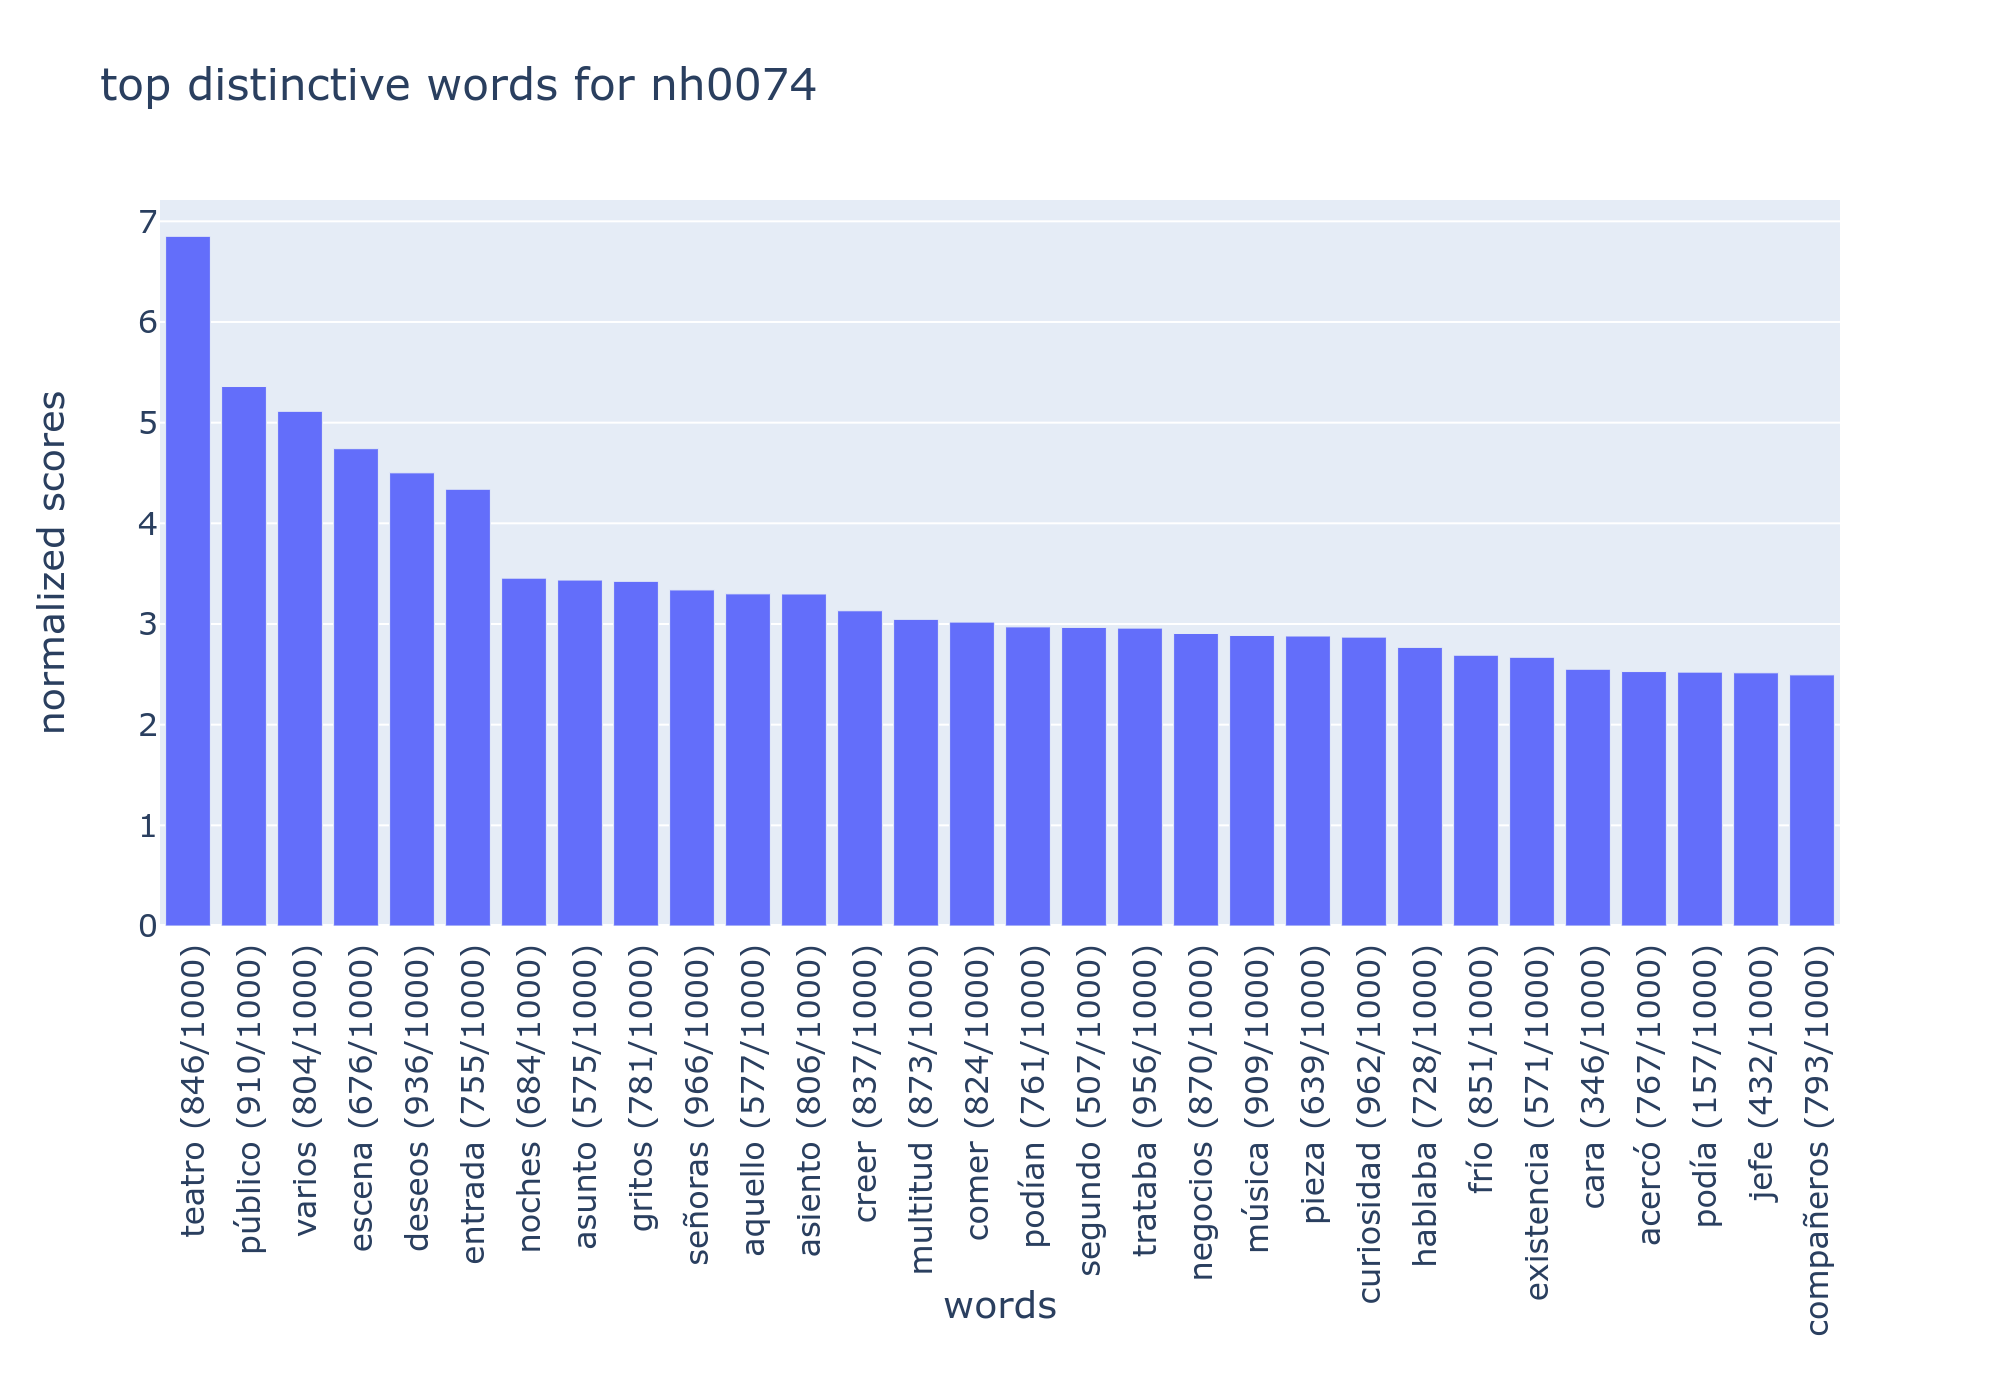 top distinctive words for nh0074
normalized scores
7
6
5
4
3
2
1
0
teatro (846/1000)
público (910/1000)
varios (804/1000)
escena (676/1000)
deseos (936/1000)
entrada (755/1000)
noches (684/1000)
asunto (575/1000)
gritos (781/1000)
señoras (966/1000)
aquello (577/1000)
asiento (806/1000)
creer (837/1000)
multitud (873/1000)
comer (824/1000)
podían (761/1000)
segundo (507/1000)
trataba (956/1000)
negocios (870/1000)
música (909/1000)
pieza (639/1000)
curiosidad (962/1000)
hablaba (728/1000)
frío (851/1000)
existencia (571/1000)
cara (346/1000)
acercó (767/1000)
podía (157/1000)
jefe (432/1000)
compañeros (793/1000)
words